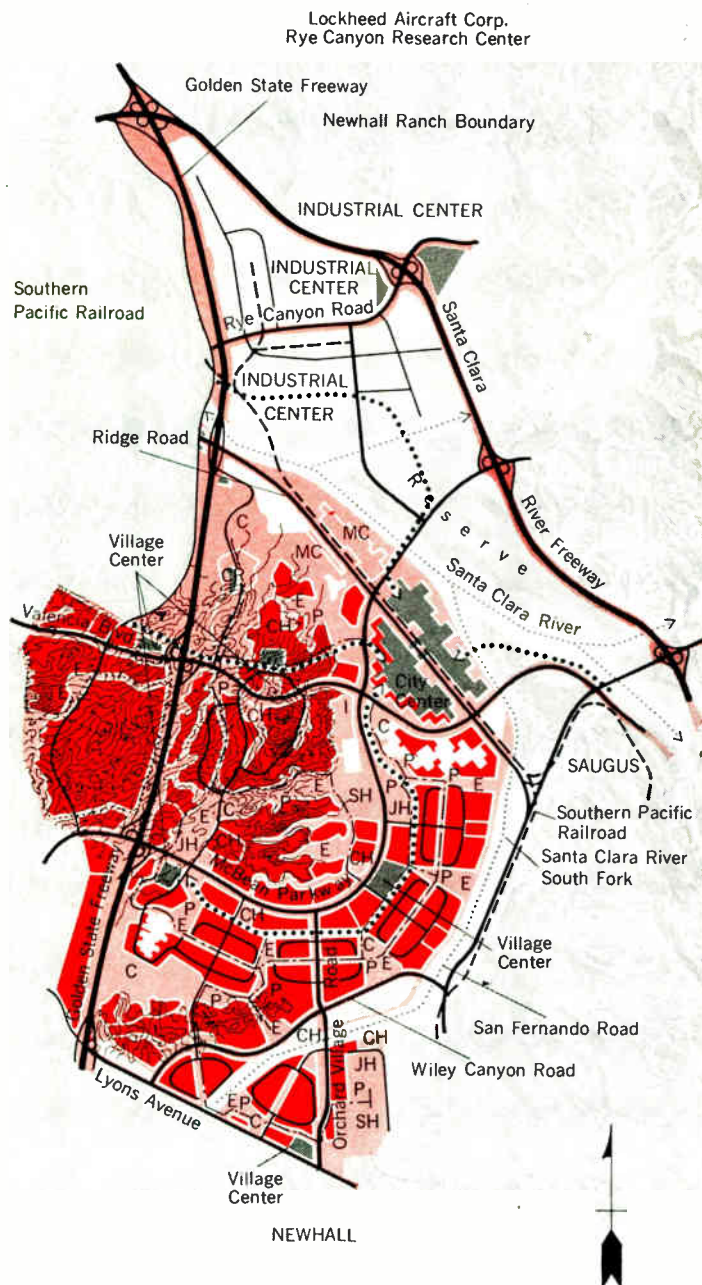 Lockheed Aircraft Corp.
Rye Canyon Research Center
Golden State Freeway
Newhall Ranch Boundary
INDUSTRIAL CENTER
INDUSTRIAL
CENTER
Southern
Pacific Railroad
Rye Canyon Road
Santa Clara
INDUSTRIAL
CENTER
Ridge Road
Reserve
River Freeway
C
MC
MC
Village
Center
C
E
P
CH
Santa Clara River
Valencia Blvd
City
Center
E
E
P
CH
P
I
C
P
E
SAUGUS
C
P
E
SH
P
JH
Southern Pacific
Railroad
JH
E
CH
E
CH
P
E
Santa Clara River
South Fork
McBean Parkway
Golden State Freeway
P
E
CH
C
E
P
Village
Center
C
Road
P
P
E
San Fernando Road
CH
CH
Wiley Canyon Road
JH
P
SH
Orchard Village
Lyons Avenue
E P
C
Village
Center
NEWHALL